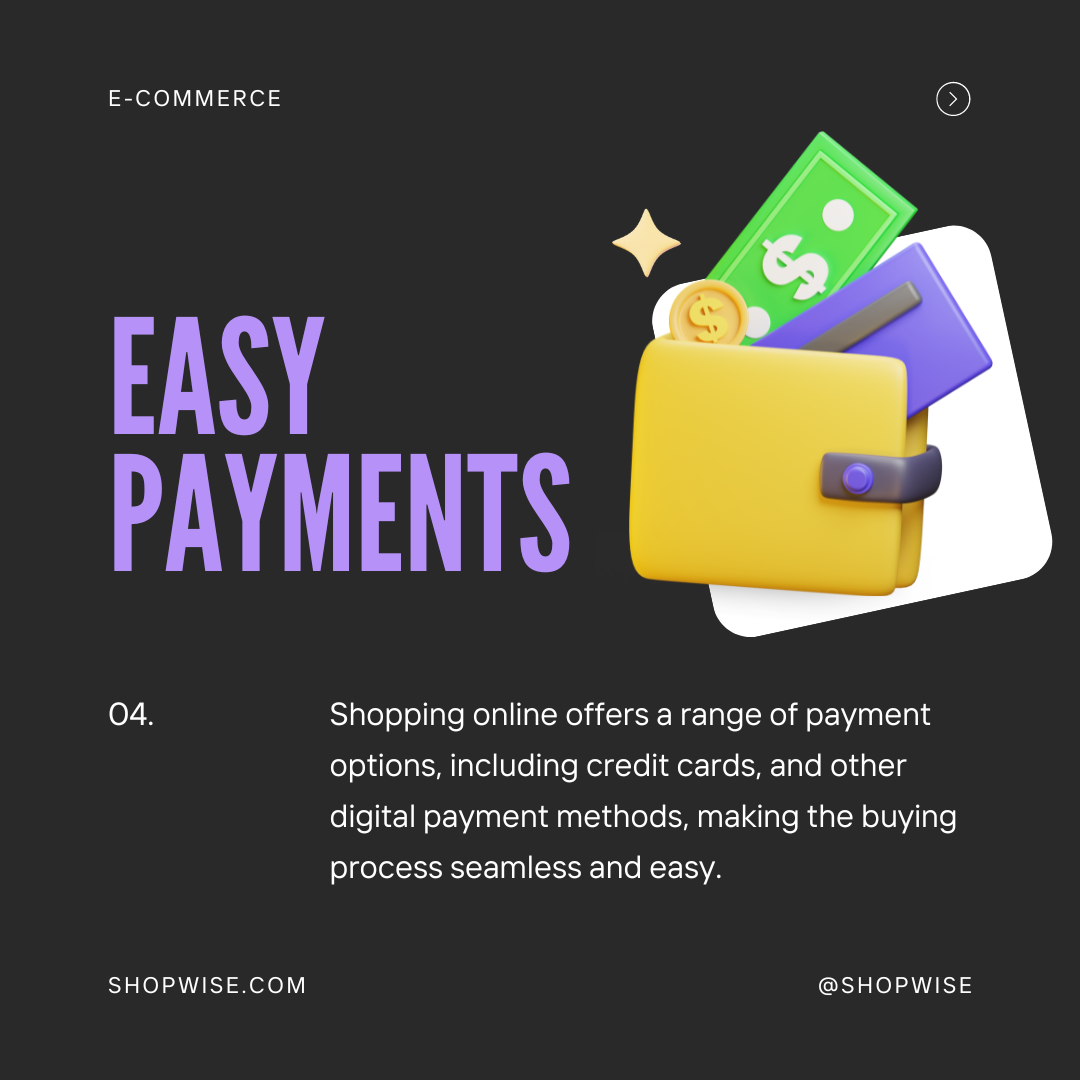 E-COMMERCE
EASY
PAYMENTS
$
$
04.
Shopping online offers a range of payment
options, including credit cards, and other
digital payment methods, making the buying
process seamless and easy.
SHOPWISE.COM
@SHOPWISE